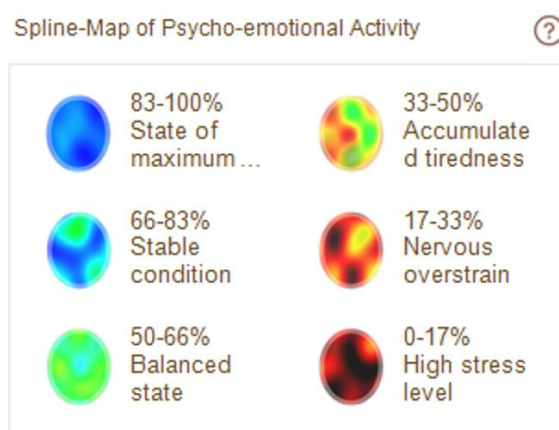 Spline-Map of Psycho-emotional Activity
?
83-100%
State of
maximum ...
66-83%
Stable
condition
50-66%
Balanced
state
33-50%
Accumulate
d tiredness
17-33%
Nervous
overstrain
0-17%
High stress
level